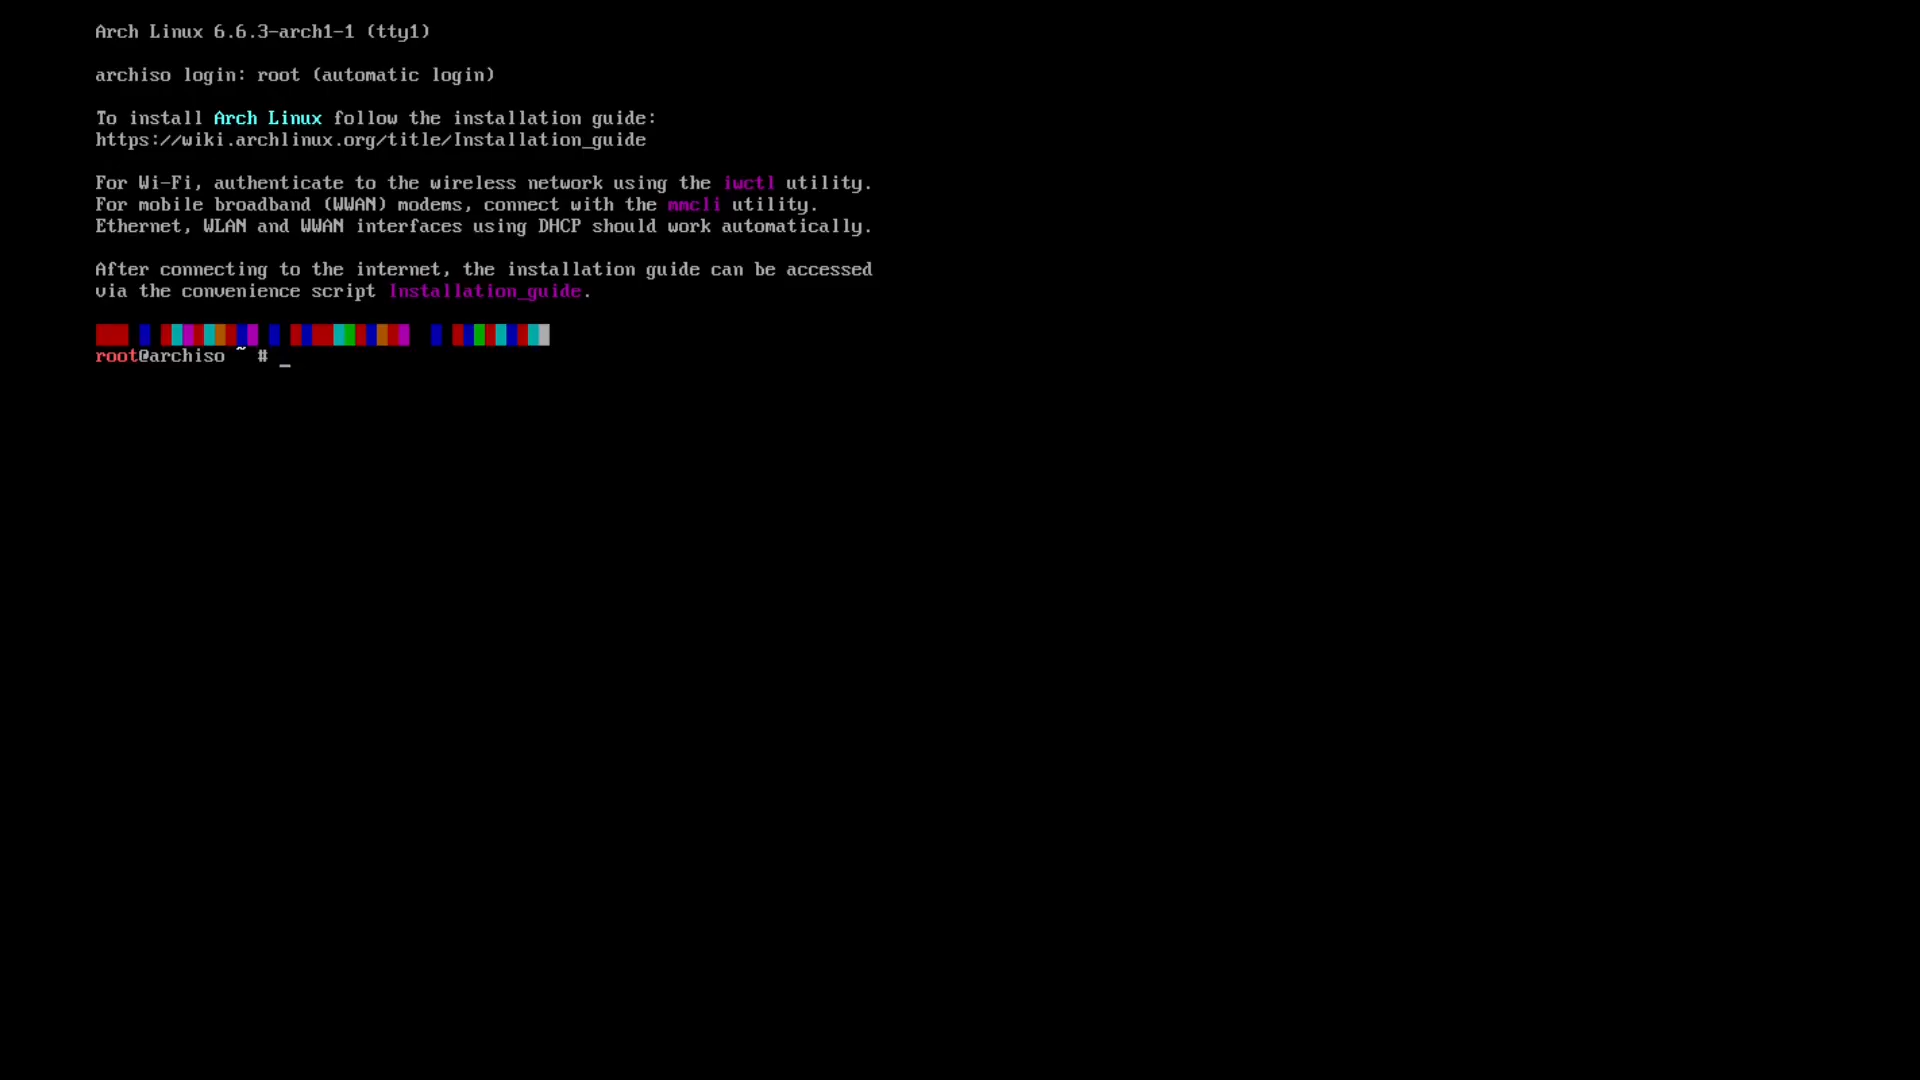 Arch Linux 6.6.3-arch1-1 (tty1)
archiso login: root (automatic login)
To install Arch Linux follow the installation guide:
https://wiki.archlinux.org/title/Installation_guide
For Wi-Fi, authenticate to the wireless network using the iwctl utility.
For mobile broadband (WWAN) modems, connect with the mmcli utility.
Ethernet, WLAN and WWAN interfaces using DHCP should work automatically.
After connecting to the internet, the installation guide can be accessed
via the convenience script Installation_guide.
root@archiso ~ # _